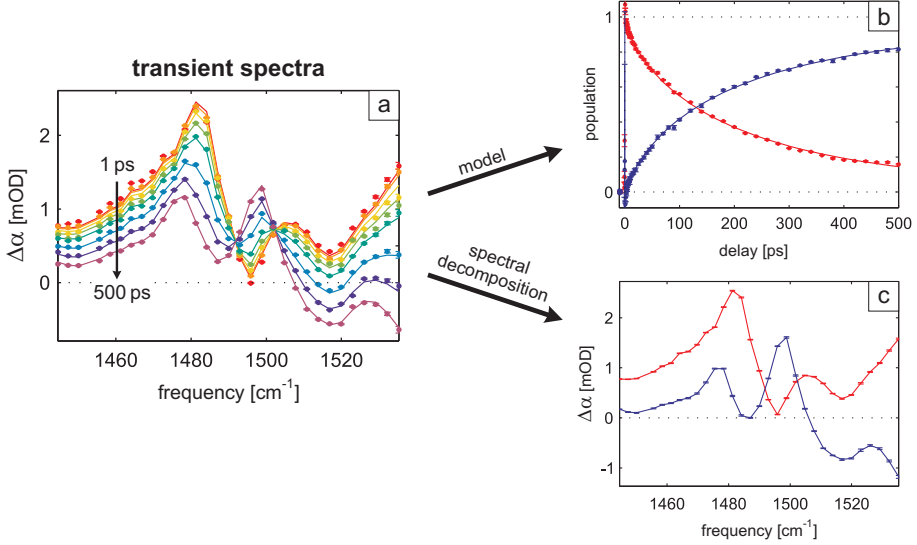 transient spectra
a
1 ps
500 ps
2
1
0
Δα [mOD]
1460
1480
1500
1520
frequency [cm⁻¹]
model
spectral
decomposition
b
1
0
population
0
100
200
300
400
500
delay [ps]
c
2
1
0
-1
Δα [mOD]
1460
1480
1500
1520
frequency [cm⁻¹]